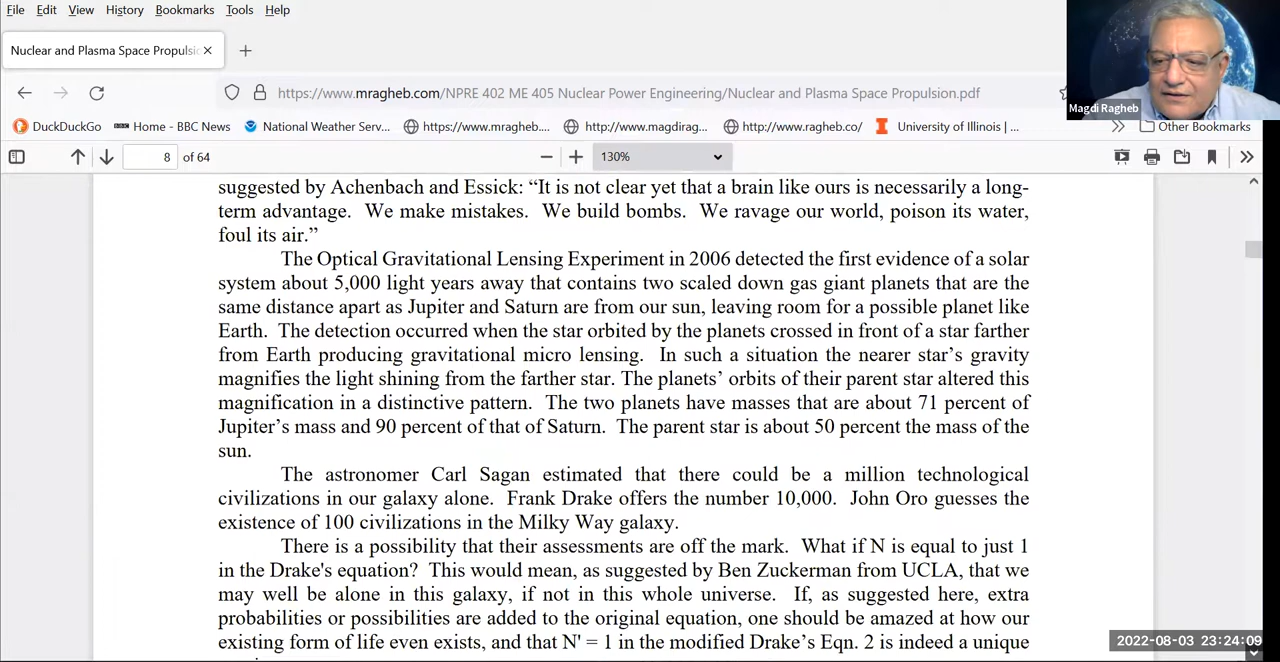 File Edit View History Bookmarks Tools Help
Nuclear and Plasma Space Propulsi
https://www.mragheb.com/NPRE 402 ME 405 Nuclear Power Engineering/Nuclear and Plasma Space Propulsion.pdf
Magdi Ragheb
DuckDuckGo Home - BBC News National Weather Serv... https://www.mragheb.... http://www.magdirag... http://www.ragheb.co/ University of Illinois |... Other Bookmarks
8 of 64 130%
suggested by Achenbach and Essick: “It is not clear yet that a brain like ours is necessarily a long-
term advantage. We make mistakes. We build bombs. We ravage our world, poison its water,
foul its air.”
The Optical Gravitational Lensing Experiment in 2006 detected the first evidence of a solar
system about 5,000 light years away that contains two scaled down gas giant planets that are the
same distance apart as Jupiter and Saturn are from our sun, leaving room for a possible planet like
Earth. The detection occurred when the star orbited by the planets crossed in front of a star farther
from Earth producing gravitational micro lensing. In such a situation the nearer star’s gravity
magnifies the light shining from the farther star. The planets’ orbits of their parent star altered this
magnification in a distinctive pattern. The two planets have masses that are about 71 percent of
Jupiter’s mass and 90 percent of that of Saturn. The parent star is about 50 percent the mass of the
sun.
The astronomer Carl Sagan estimated that there could be a million technological
civilizations in our galaxy alone. Frank Drake offers the number 10,000. John Oro guesses the
existence of 100 civilizations in the Milky Way galaxy.
There is a possibility that their assessments are off the mark. What if N is equal to just 1
in the Drake's equation? This would mean, as suggested by Ben Zuckerman from UCLA, that we
may well be alone in this galaxy, if not in this whole universe. If, as suggested here, extra
probabilities or possibilities are added to the original equation, one should be amazed at how our
existing form of life even exists, and that N' = 1 in the modified Drake’s Eqn. 2 is indeed a unique
2022-08-03 23:24:09